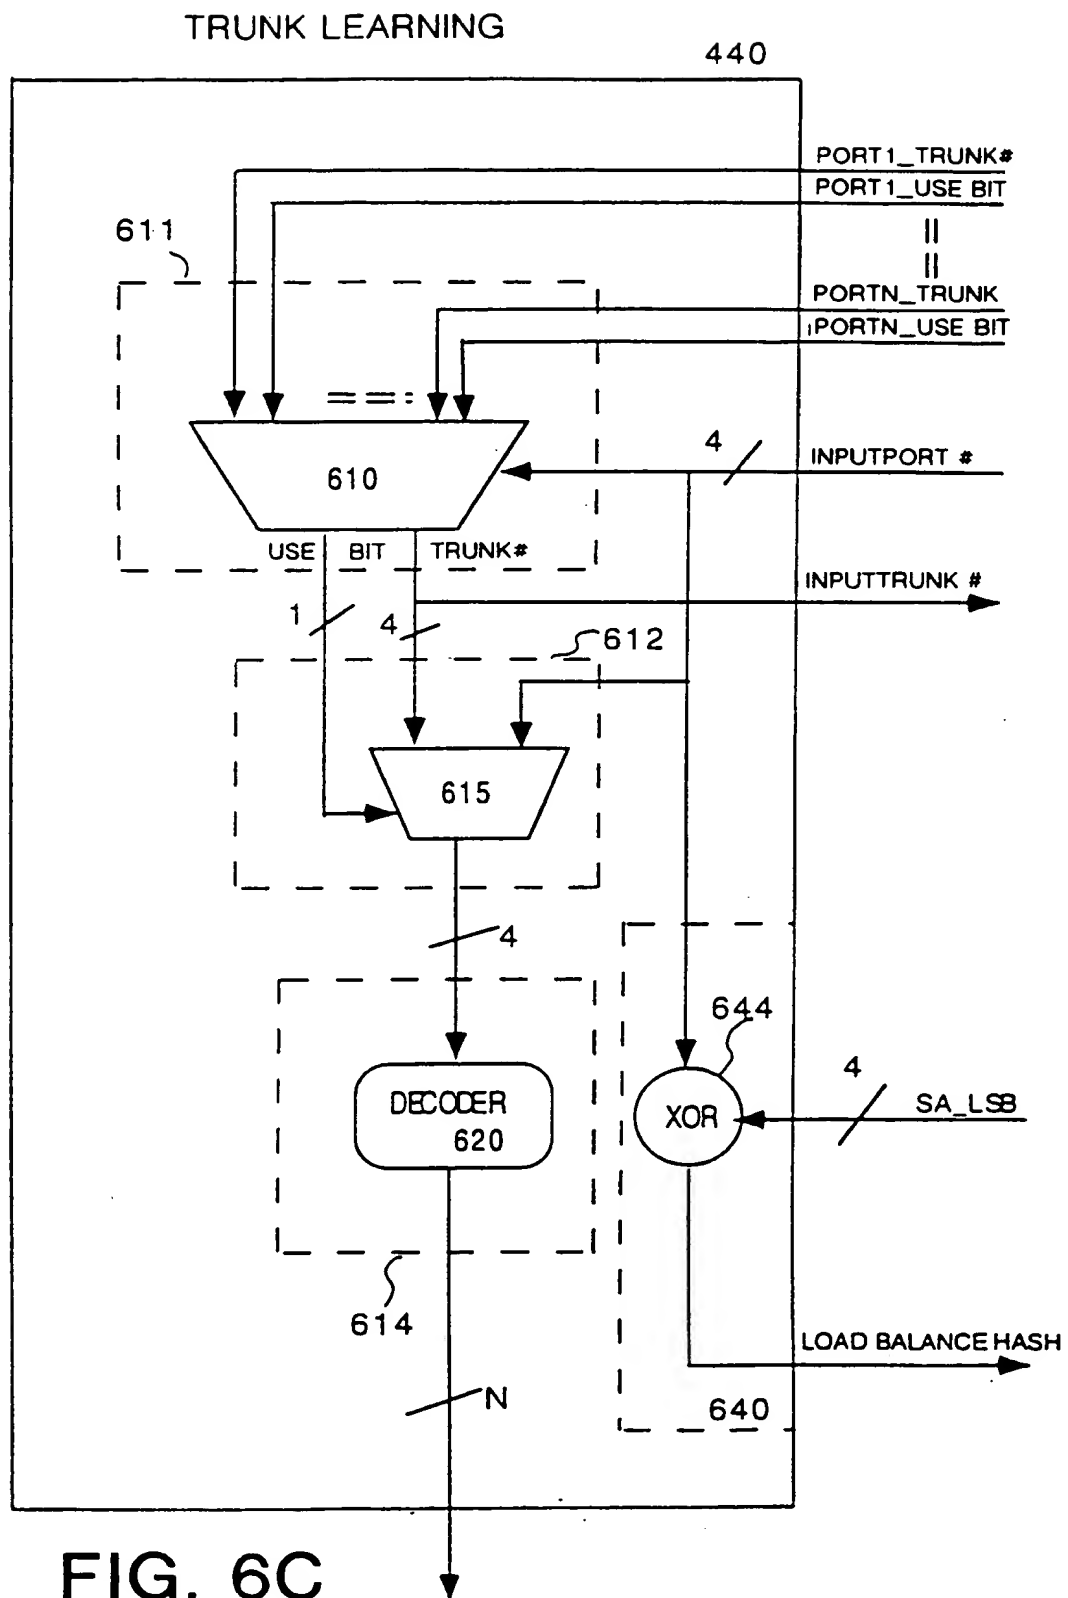 TRUNK LEARNING
440
PORT1_TRUNK#
PORT1_USE BIT
611
PORTN_TRUNK
PORTN_USE BIT
4
INPUTPORT #
610
USE BIT TRUNK#
INPUTTRUNK #
1
4
612
615
4
644
4
SA_LSB
DECODER
620
XOR
614
LOAD BALANCE HASH
N
640
FIG. 6C